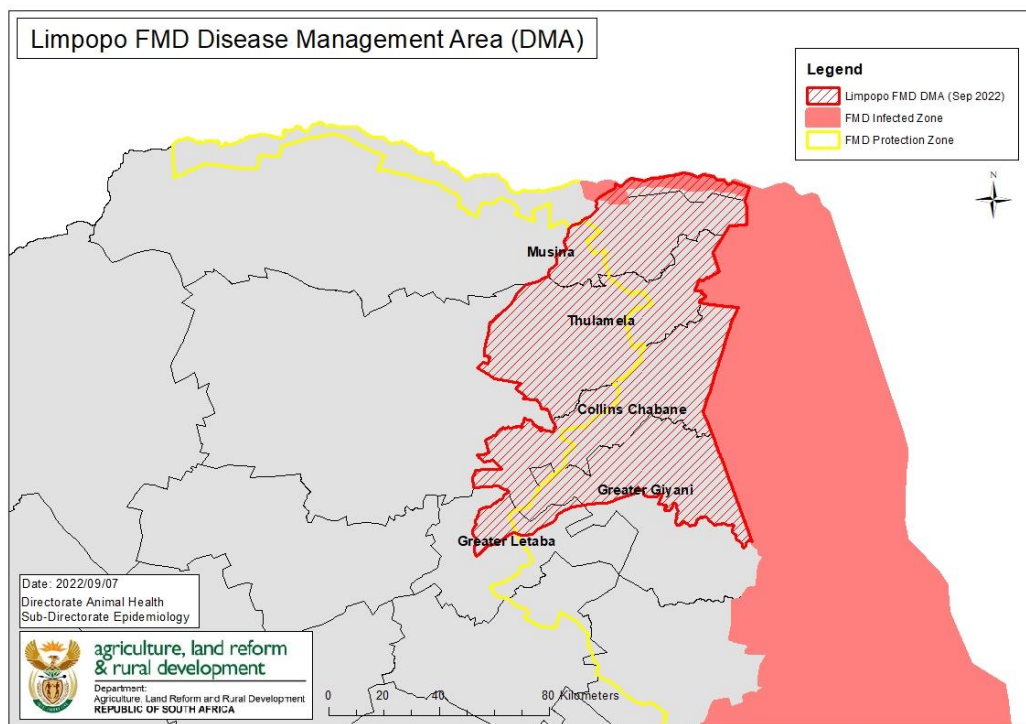 Limpopo FMD Disease Management Area (DMA)
Legend
Limpopo FMD DMA (Sep 2022)
FMD Infected Zone
FMD Protection Zone
N
Musina
Thulamela
Collins Chabane
Greater Giyani
Greater Letaba
Date: 2022/09/07
Directorate Animal Health
Sub-Directorate Epidemiology
agriculture, land reform
& rural development
Department:
Agriculture, Land Reform and Rural Development
REPUBLIC OF SOUTH AFRICA
0 20 40 80 Kilometers